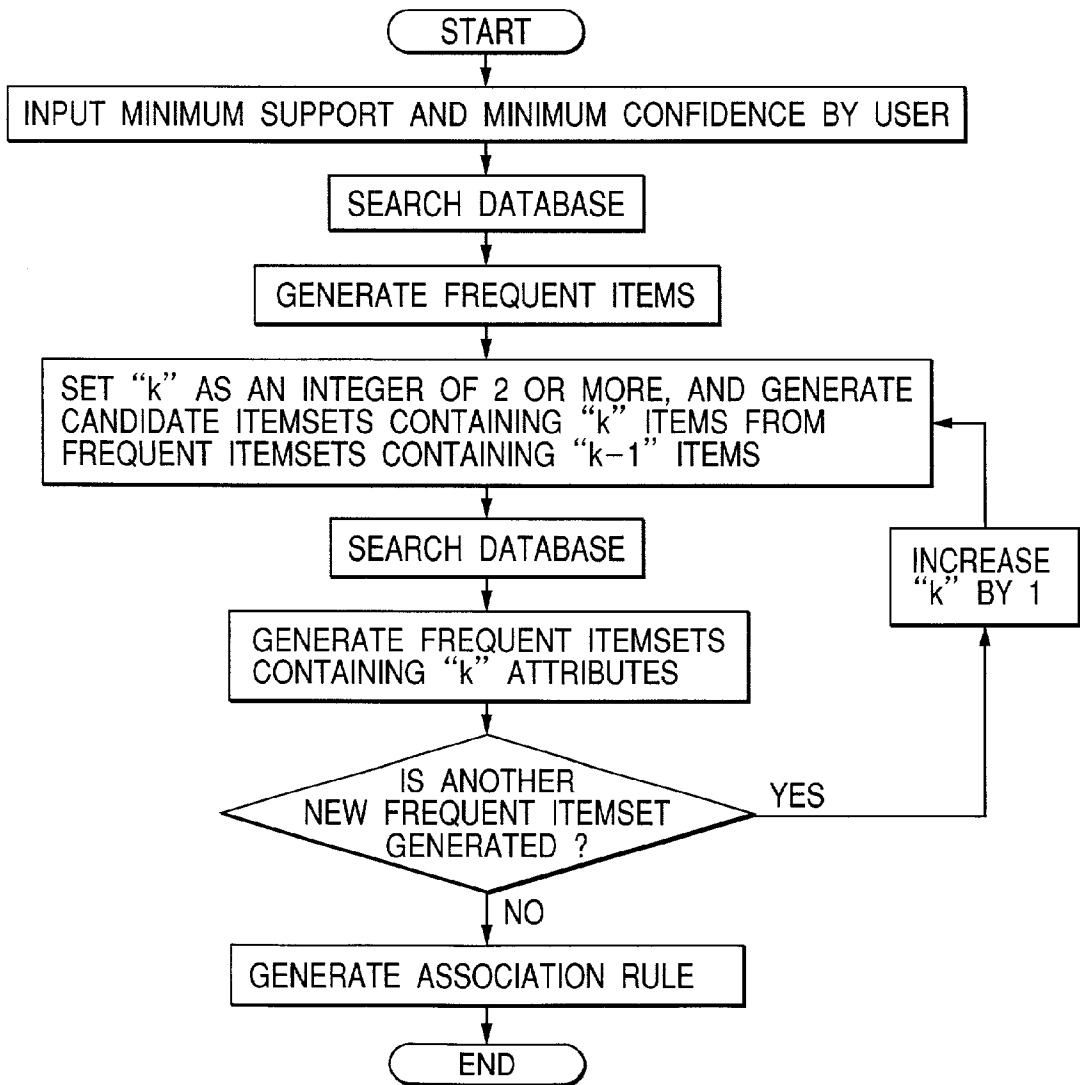 START
INPUT MINIMUM SUPPORT AND MINIMUM CONFIDENCE BY USER
SEARCH DATABASE
GENERATE FREQUENT ITEMS
SET “k” AS AN INTEGER OF 2 OR MORE, AND GENERATE
CANDIDATE ITEMSETS CONTAINING “k” ITEMS FROM
FREQUENT ITEMSETS CONTAINING “k−1” ITEMS
SEARCH DATABASE
INCREASE
“k” BY 1
GENERATE FREQUENT ITEMSETS
CONTAINING “k” ATTRIBUTES
IS ANOTHER
NEW FREQUENT ITEMSET
GENERATED ?
YES
NO
GENERATE ASSOCIATION RULE
END